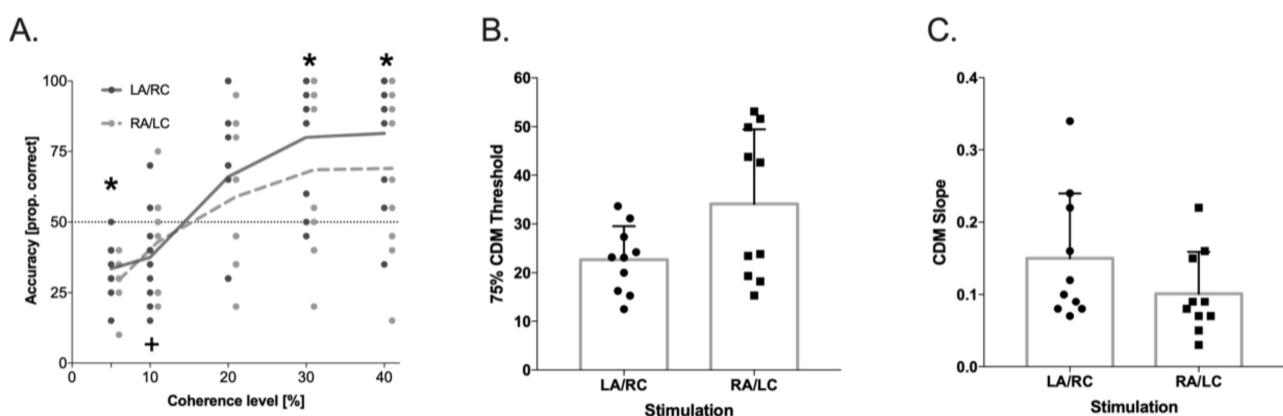 A.
Accuracy [prop. correct]
100
75
50
25
0
LA/RC
RA/LC
*
*
*
+
0
10
20
30
40
Coherence level [%]
B.
75% CDM Threshold
60
50
40
30
20
10
0
LA/RC
RA/LC
Stimulation
C.
CDM Slope
0.4
0.3
0.2
0.1
0.0
LA/RC
RA/LC
Stimulation